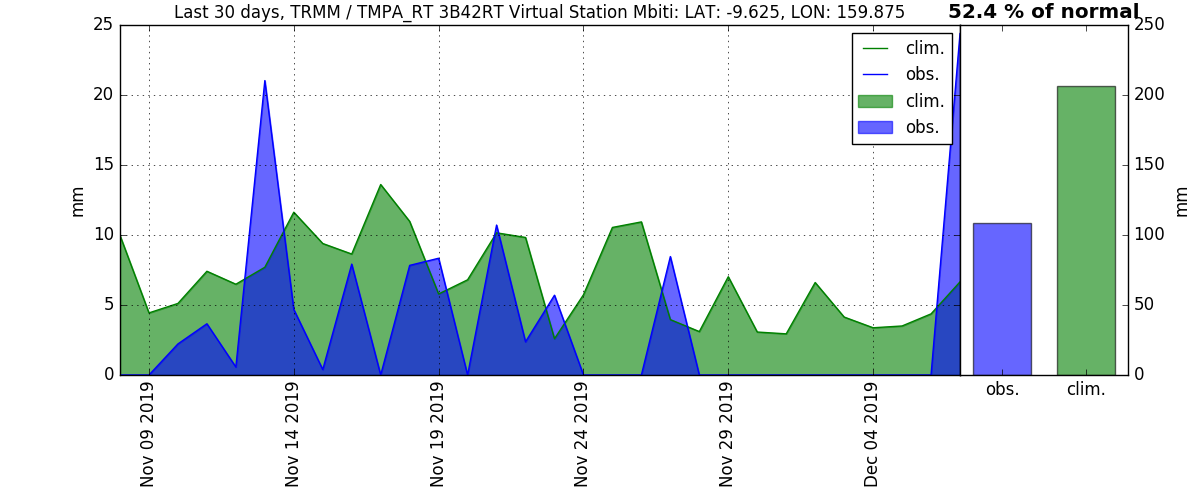 Last 30 days, TRMM / TMPA_RT 3B42RT Virtual Station Mbiti: LAT: -9.625, LON: 159.875
52.4 % of normal
25
20
15
10
5
0
mm
clim.
obs.
clim.
obs.
250
200
150
100
50
0
mm
obs.
clim.
Nov 09 2019
Nov 14 2019
Nov 19 2019
Nov 24 2019
Nov 29 2019
Dec 04 2019